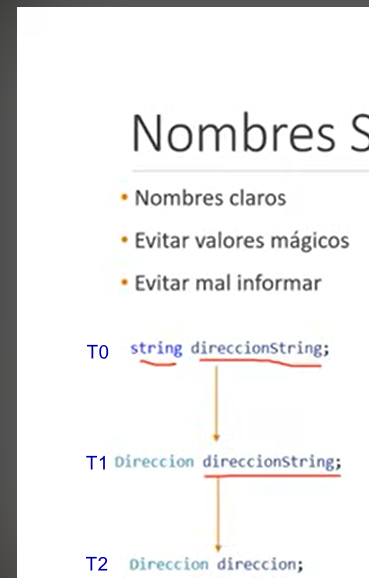 Nombres S
• Nombres claros
• Evitar valores mágicos
• Evitar mal informar
T0 string direccionString;
T1 Direccion direccionString;
T2 Direccion direccion;